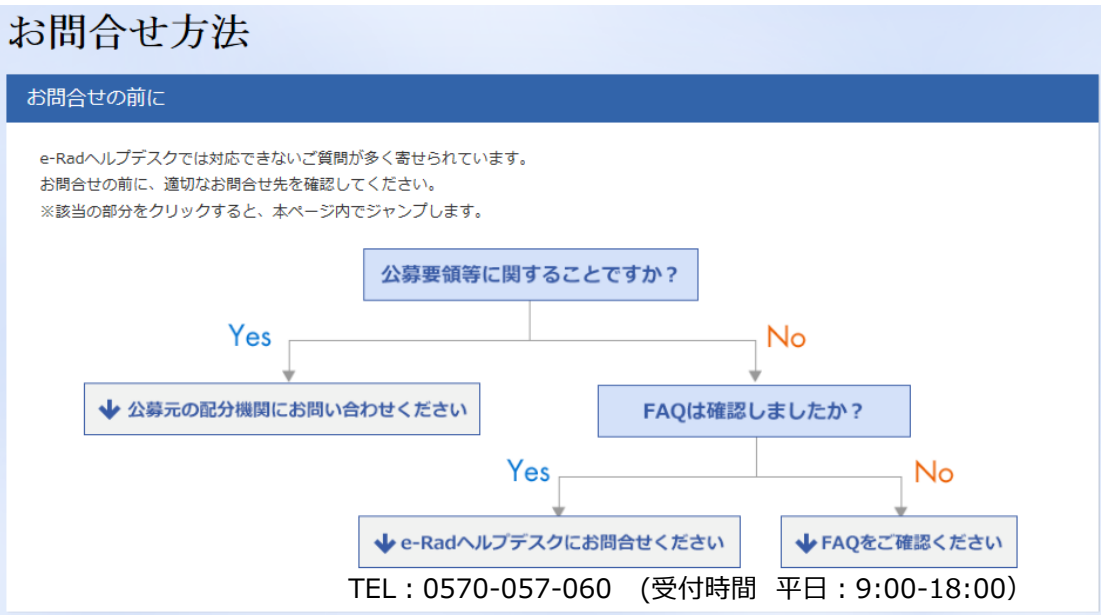 お問合せ方法
お問合せの前に
e-Radヘルプデスクでは対応できないご質問が多く寄せられています。
お問合せの前に、適切なお問合せ先を確認してください。
※該当の部分をクリックすると、本ページ内でジャンプします。
公募要領等に関することですか？
Yes
No
↓公募元の配分機関にお問い合わせください
FAQは確認しましたか？
Yes
No
↓e-Radヘルプデスクにお問合せください
↓FAQをご確認ください
TEL：0570-057-060　(受付時間　平日：9:00-18:00）